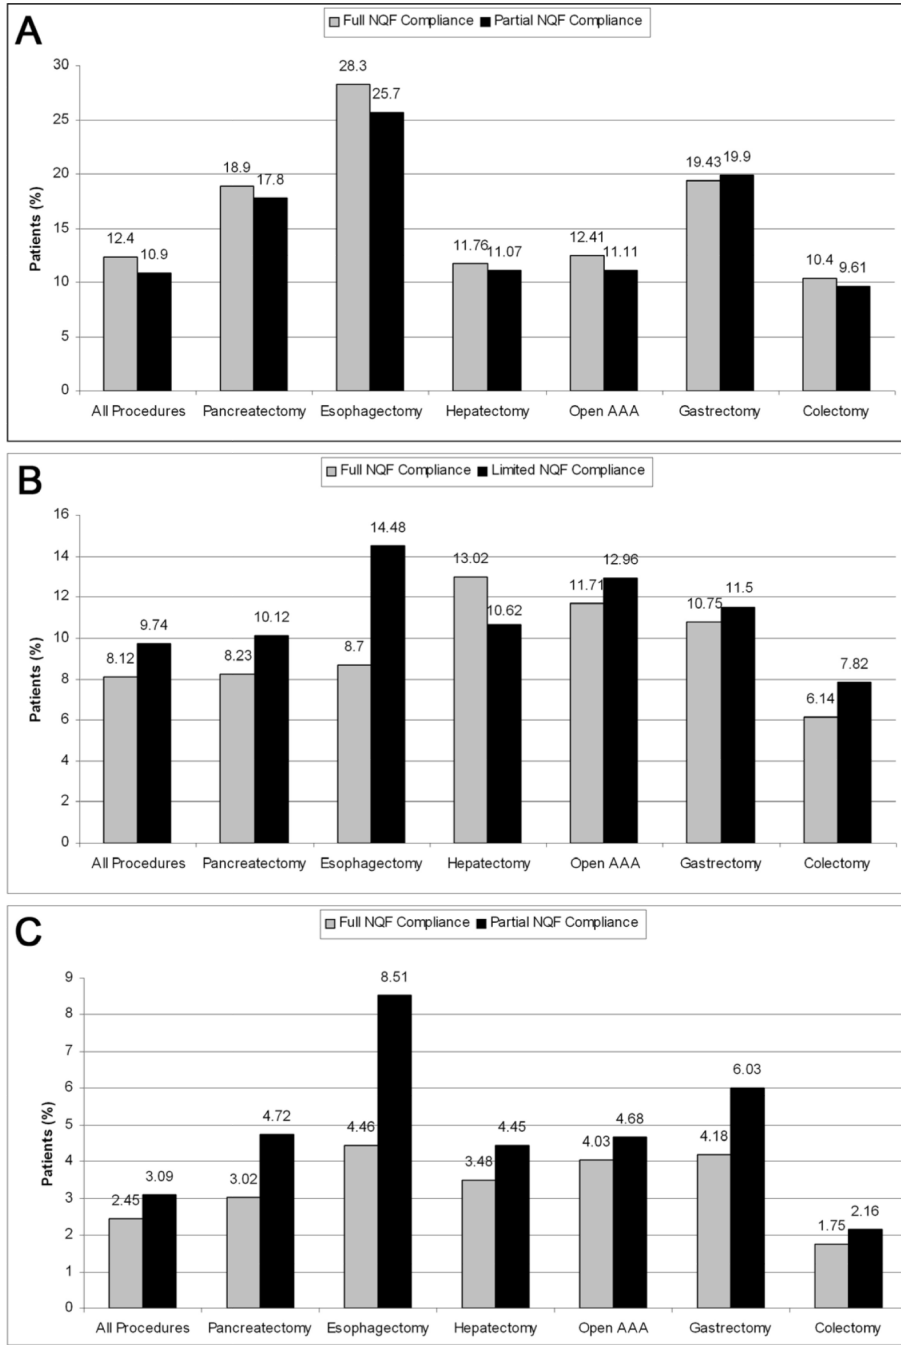 A
Full NQF Compliance Partial NQF Compliance
Patients (%)
30
25
20
15
10
5
0
12.4 10.9 18.9 17.8 28.3 25.7 11.76 11.07 12.41 11.11 19.43 19.9 10.4 9.61
All Procedures Pancreatectomy Esophagectomy Hepatectomy Open AAA Gastrectomy Colectomy
B
Full NQF Compliance Limited NQF Compliance
Patients (%)
16
14
12
10
8
6
4
2
0
8.12 9.74 8.23 10.12 8.7 14.48 13.02 10.62 11.71 12.96 10.75 11.5 6.14 7.82
All Procedures Pancreatectomy Esophagectomy Hepatectomy Open AAA Gastrectomy Colectomy
C
Full NQF Compliance Partial NQF Compliance
Patients (%)
9
8
7
6
5
4
3
2
1
0
2.45 3.09 3.02 4.72 4.46 8.51 3.48 4.45 4.03 4.68 4.18 6.03 1.75 2.16
All Procedures Pancreatectomy Esophagectomy Hepatectomy Open AAA Gastrectomy Colectomy